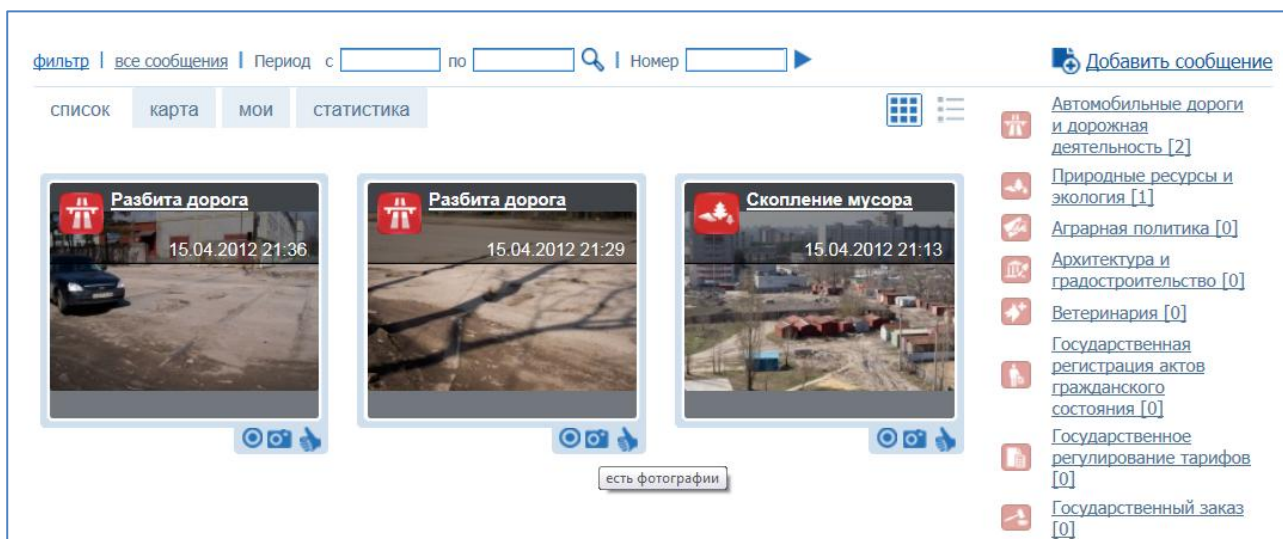 фильтр | все сообщения | Период с по | Номер
Добавить сообщение
список карта мои статистика
Разбита дорога
15.04.2012 21:36
Разбита дорога
15.04.2012 21:29
Скопление мусора
15.04.2012 21:13
есть фотографии
Автомобильные дороги
и дорожная
деятельность [2]
Природные ресурсы и
экология [1]
Аграрная политика [0]
Архитектура и
градостроительство [0]
Ветеринария [0]
Государственная
регистрация актов
гражданского
состояния [0]
Государственное
регулирование тарифов
[0]
Государственный заказ
[0]